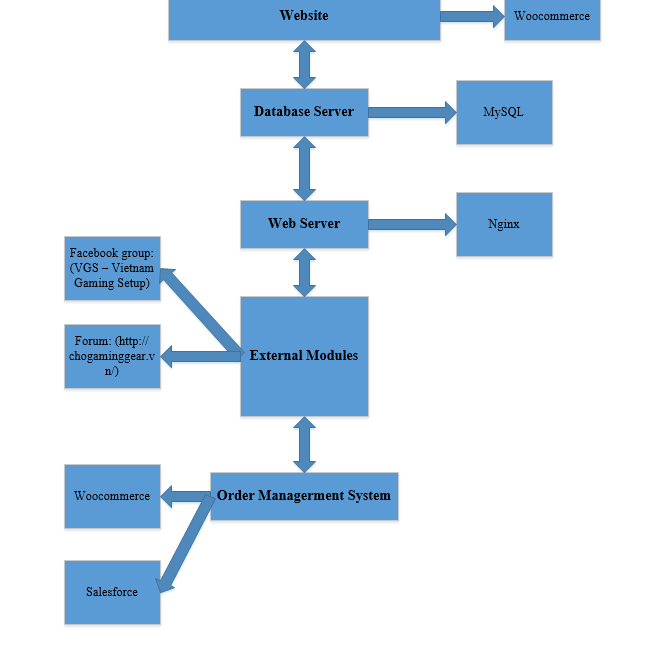 Website
Woocommerce
Database Server
MySQL
Web Server
Nginx
Facebook group:
(VGS – Vietnam
Gaming Setup)
Forum: (http://
chogaminggear.v
n/)
External Modules
Woocommerce
Order Managerment System
Salesforce